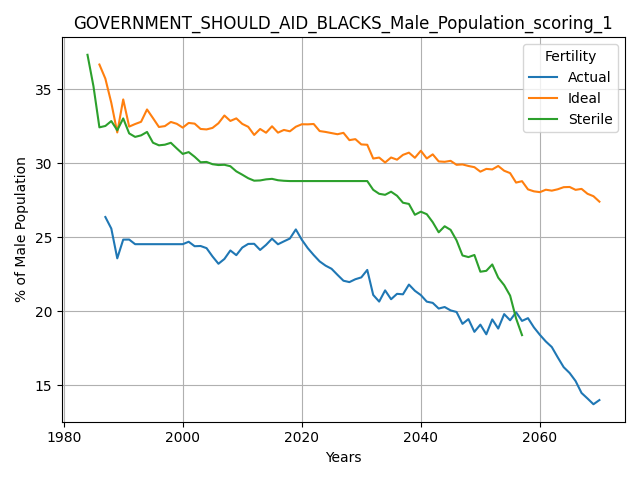 GOVERNMENT_SHOULD_AID_BLACKS_Male_Population_scoring_1
Fertility
Actual
Ideal
Sterile
% of Male Population
35
30
25
20
15
1980
2000
2020
2040
2060
Years